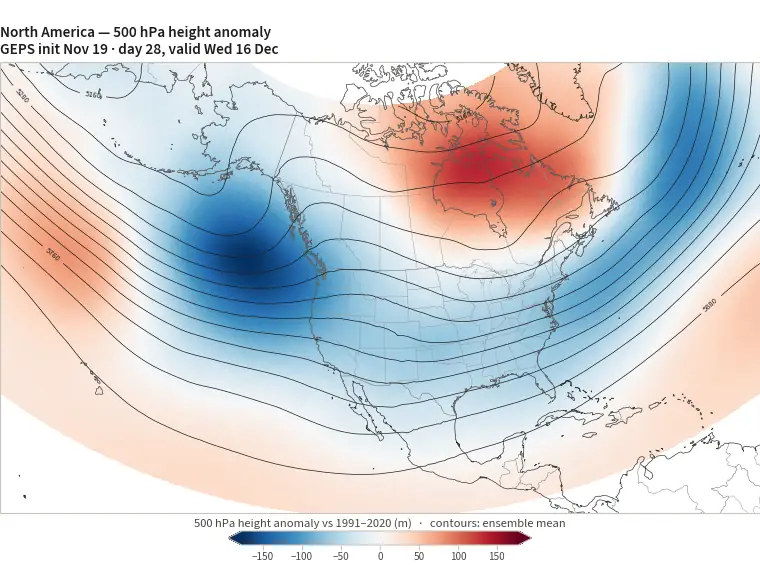 North America — 500 hPa height anomaly
GEPS init Nov 19 · day 28, valid Wed 16 Dec
5280
5160
5760
5880
500 hPa height anomaly vs 1991–2020 (m) · contours: ensemble mean
−150 −100 −50 0 50 100 150